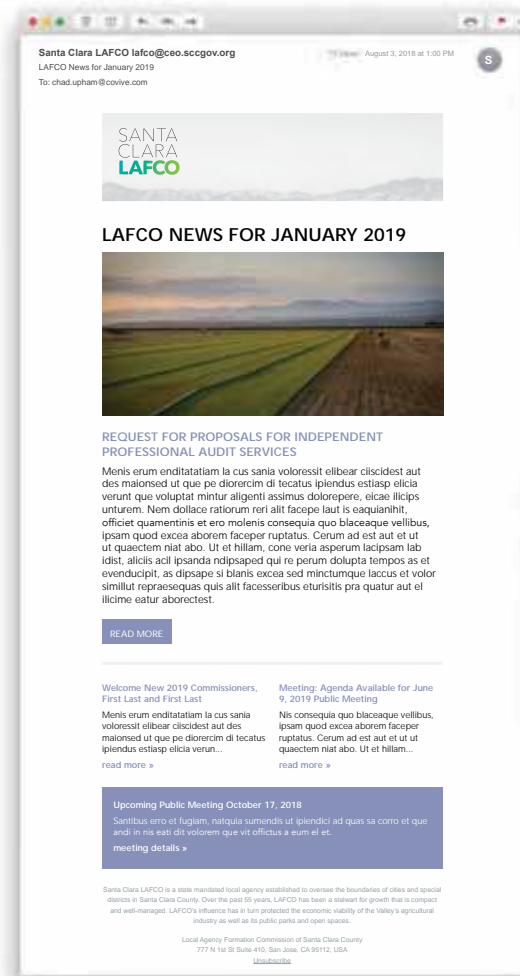 Santa Clara LAFCO lafco@ceo.sccgov.org
August 3, 2018 at 1:00 PM
S
LAFCO News for January 2019
To: chad.upham@covive.com
SANTA
CLARA
LAFCO
LAFCO NEWS FOR JANUARY 2019
REQUEST FOR PROPOSALS FOR INDEPENDENT
PROFESSIONAL AUDIT SERVICES
Menis erum enditatatiam la cus sania voloressit elibear ciiscidest aut
des maionsed ut que pe diorercim di tecatus ipiendus estiasp elicia
verunt que voluptat mintur aligenti assimus dolorepere, eicae ilicips
unturem. Nem dollace ratiorum reri alit facepe laut is eaquianihit,
officiet quamentinis et ero molenis consequia quo blaceaque vellibus,
ipsam quod excea aborem faceper ruptatus. Cerum ad est aut et ut
ut quaectem niat abo. Ut et hillam, cone veria asperum lacipsam lab
idist, aliciis acil ipsanda ndipsaped qui re perum dolupta tempos as et
evenducipit, as dipsape si blanis excea sed minctumque laccus et volor
simillut repraesequas quis alit facesseribus eturisitis pra quatur aut el
ilicime eatur aborectest.
READ MORE
Welcome New 2019 Commissioners,
First Last and First Last
Menis erum enditatatiam la cus sania
voloressit elibear ciiscidest aut des
maionsed ut que pe diorercim di tecatus
ipiendus estiasp elicia verun...
read more »
Meeting: Agenda Available for June
9, 2019 Public Meeting
Nis consequia quo blaceaque vellibus,
ipsam quod excea aborem faceper
ruptatus. Cerum ad est aut et ut ut
quaectem niat abo. Ut et hillam...
read more »
Upcoming Public Meeting October 17, 2018
Santibus erro et fugiam, natquia sumendis ut ipiendici ad quas sa corro et que
andi in nis eati dit volorem que vit offictus a eum el et.
meeting details »
Santa Clara LAFCO is a state mandated local agency established to oversee the boundaries of cities and special
districts in Santa Clara County. Over the past 55 years, LAFCO has been a stalwart for growth that is compact
and well-managed. LAFCO's influence has in turn protected the economic viability of the Valley's agricultural
industry as well as its public parks and open spaces.
Local Agency Formation Commission of Santa Clara County
777 N 1st St Suite 410, San Jose, CA 95112, USA
Unsubscribe